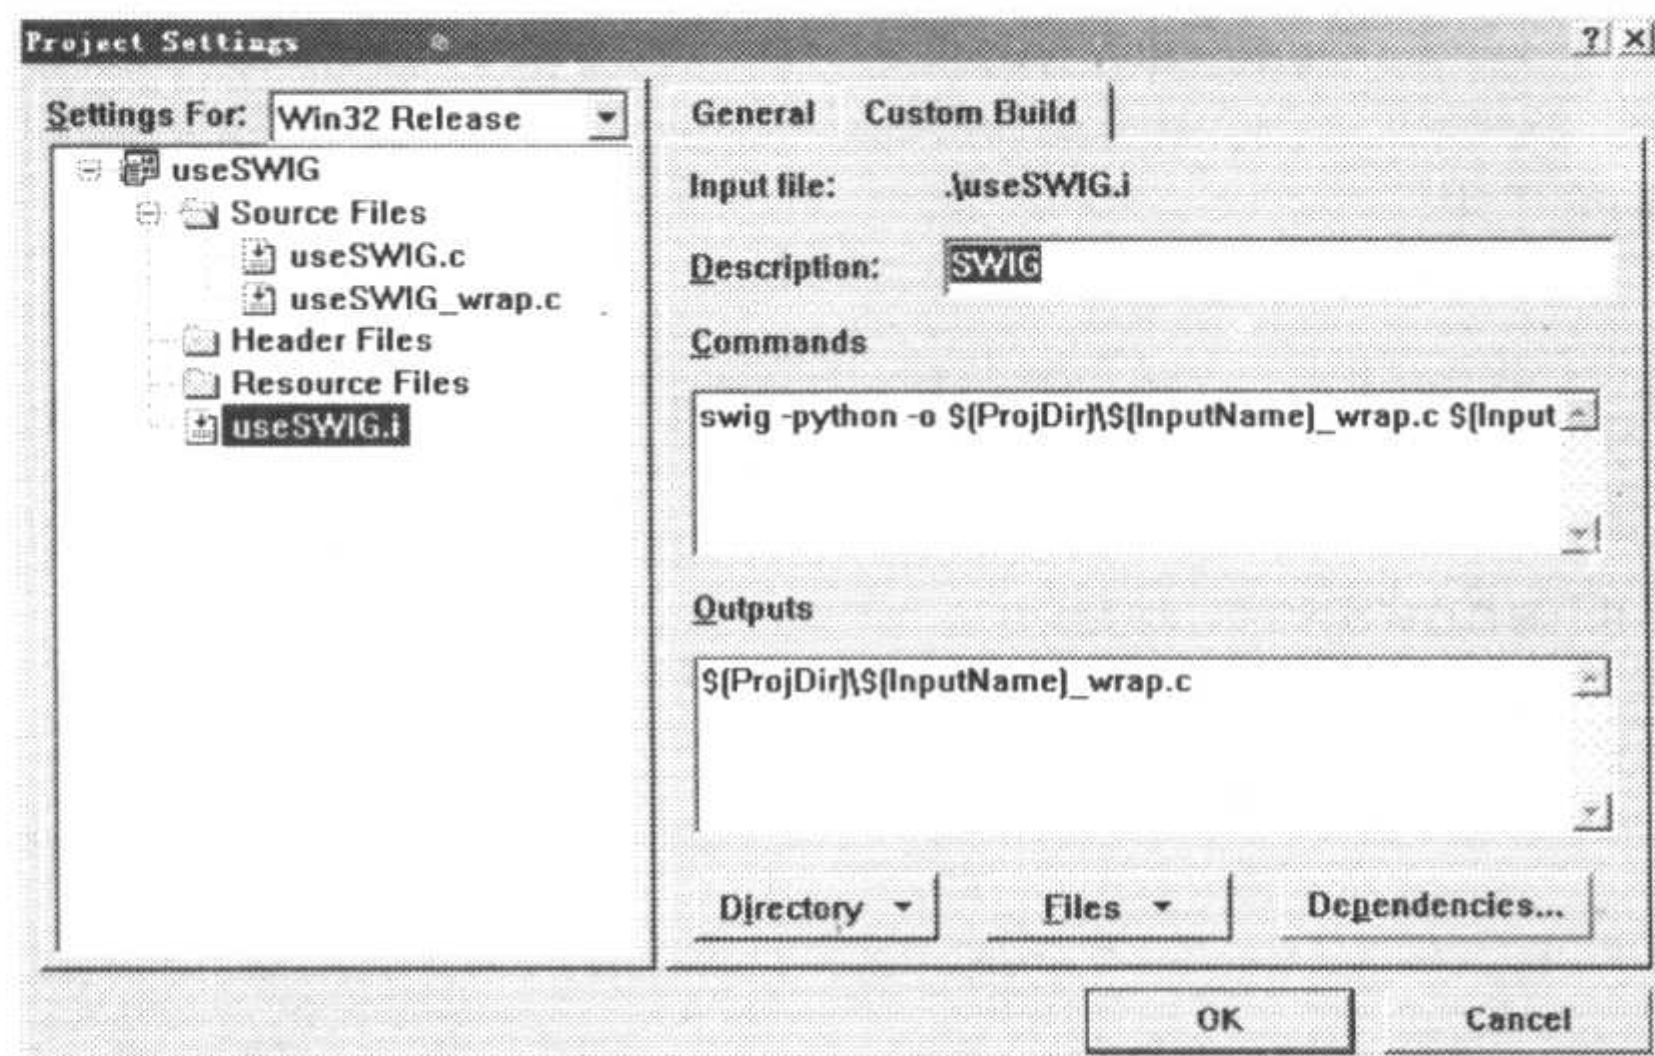 Project Settings
Settings For: Win32 Release
useSWIG
Source Files
useSWIG.c
useSWIG_wrap.c
Header Files
Resource Files
useSWIG.i
General Custom Build
Input file: .\useSWIG.i
Description: SWIG
Commands
swig -python -o $(ProjDir)\$(InputName)_wrap.c $(Input
Outputs
$(ProjDir)\$(InputName)_wrap.c
Directory Files Dependencies...
OK Cancel